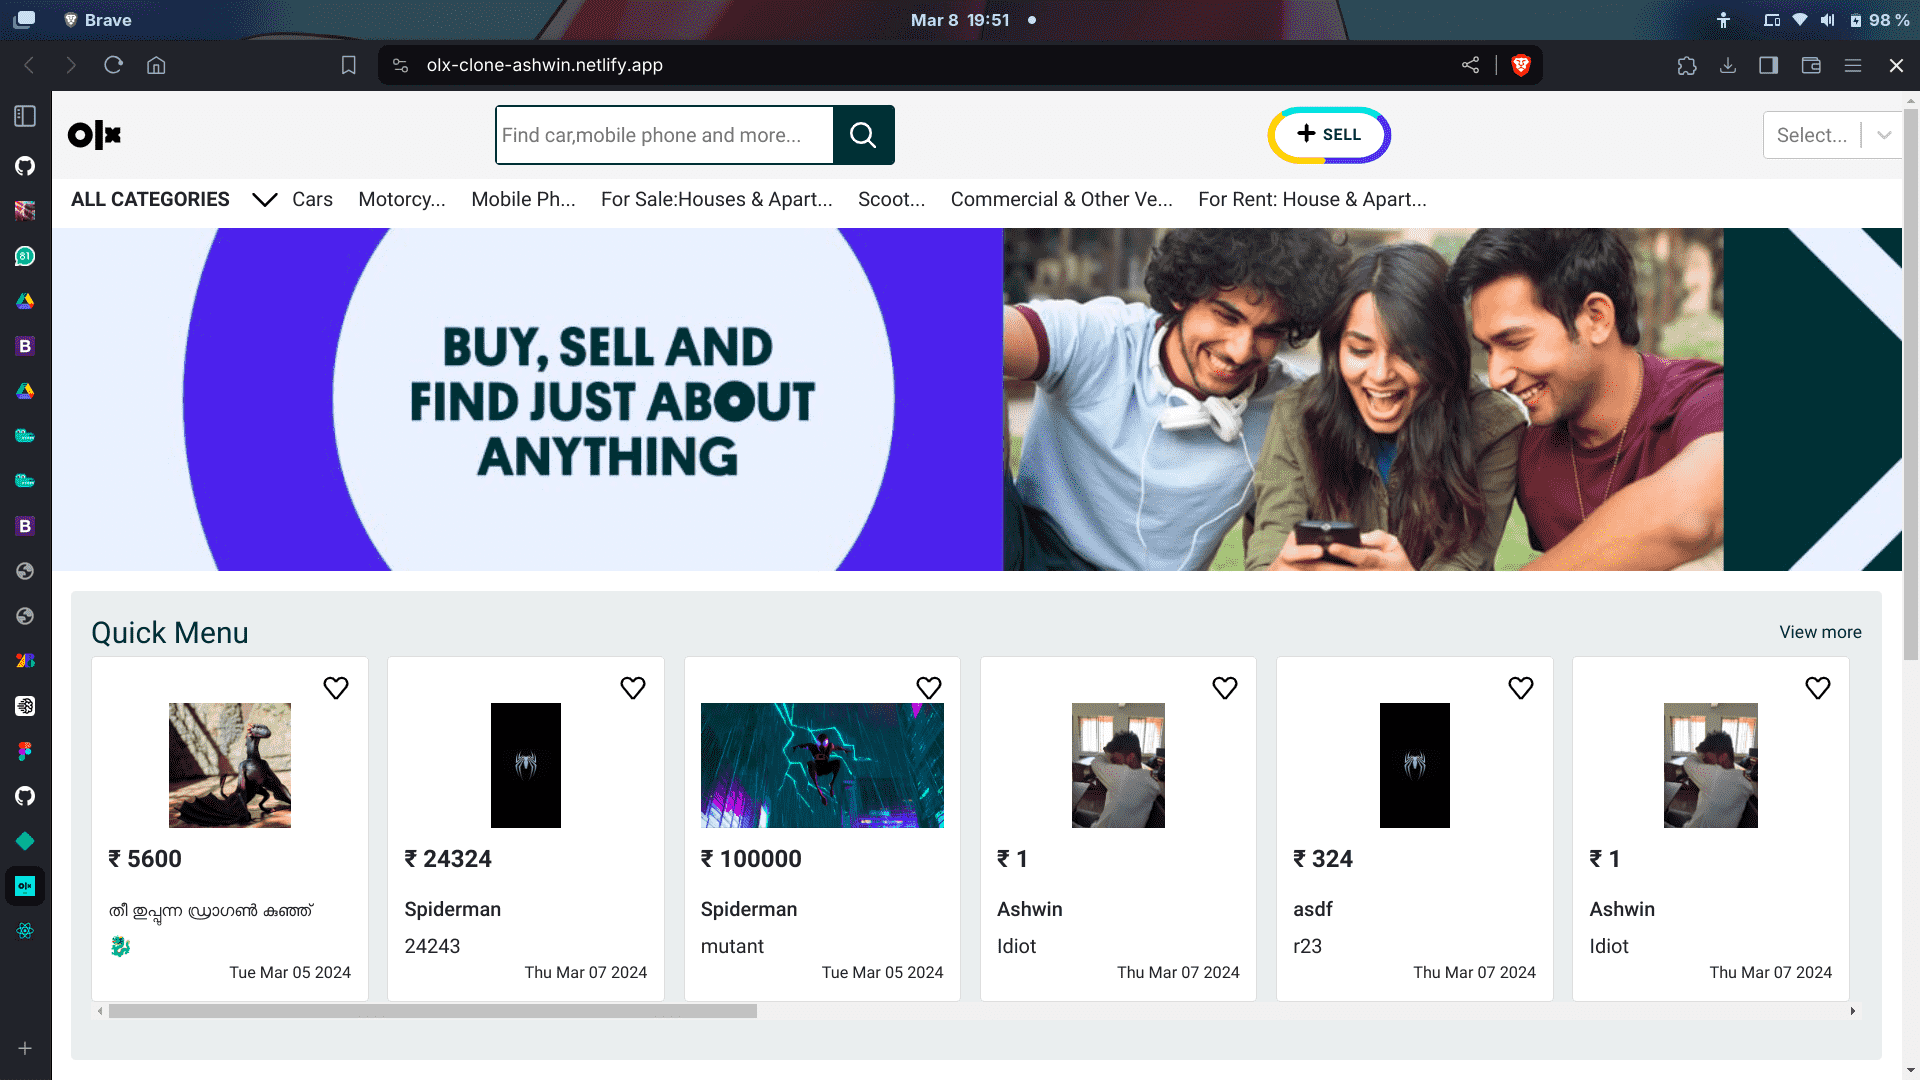 Brave
Mar 8 19:51
98 %
olx-clone-ashwin.netlify.app
olx
Find car,mobile phone and more...
SELL
Select...
ALL CATEGORIES
Cars
Motorcy...
Mobile Ph...
For Sale:Houses & Apart...
Scoot...
Commercial & Other Ve...
For Rent: House & Apart...
BUY, SELL AND
FIND JUST ABOUT
ANYTHING
Quick Menu
View more
₹ 5600
തീ തുപ്പുന്ന ഡ്രാഗൺ കുഞ്ഞ്
🐉
Tue Mar 05 2024
₹ 24324
Spiderman
24243
Thu Mar 07 2024
₹ 100000
Spiderman
mutant
Tue Mar 05 2024
₹ 1
Ashwin
Idiot
Thu Mar 07 2024
₹ 324
asdf
r23
Thu Mar 07 2024
₹ 1
Ashwin
Idiot
Thu Mar 07 2024